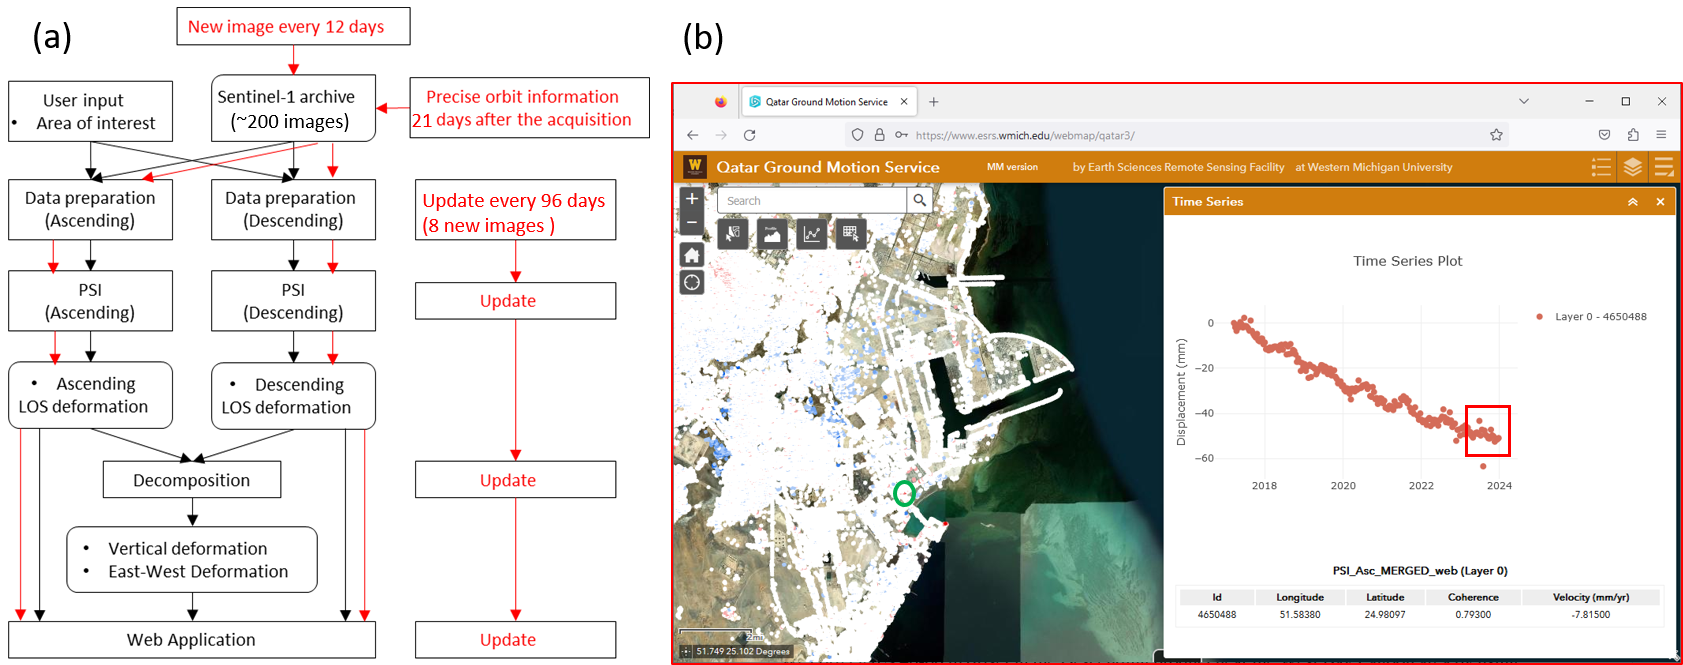 (a)
New image every 12 days
User input
• Area of interest
Sentinel-1 archive
(~200 images)
Precise orbit information
21 days after the acquisition
Data preparation
(Ascending)
Data preparation
(Descending)
Update every 96 days
(8 new images )
PSI
(Ascending)
PSI
(Descending)
Update
• Ascending
LOS deformation
• Descending
LOS deformation
Decomposition
Update
• Vertical deformation
• East-West Deformation
Web Application
Update
(b)
Qatar Ground Motion Service
https://www.esrs.wmich.edu/webmap/qatar3/
W
Qatar Ground Motion Service
MM version
by Earth Sciences Remote Sensing Facility at Western Michigan University
Search
Time Series
Time Series Plot
Layer 0 - 4650488
Displacement (mm)
0
−20
−40
−60
2018
2020
2022
2024
PSI_Asc_MERGED_web (Layer 0)
Id Longitude Latitude Coherence Velocity (mm/yr)
4650488 51.58380 24.98097 0.79300 -7.81500
2mi
51.749 25.102 Degrees